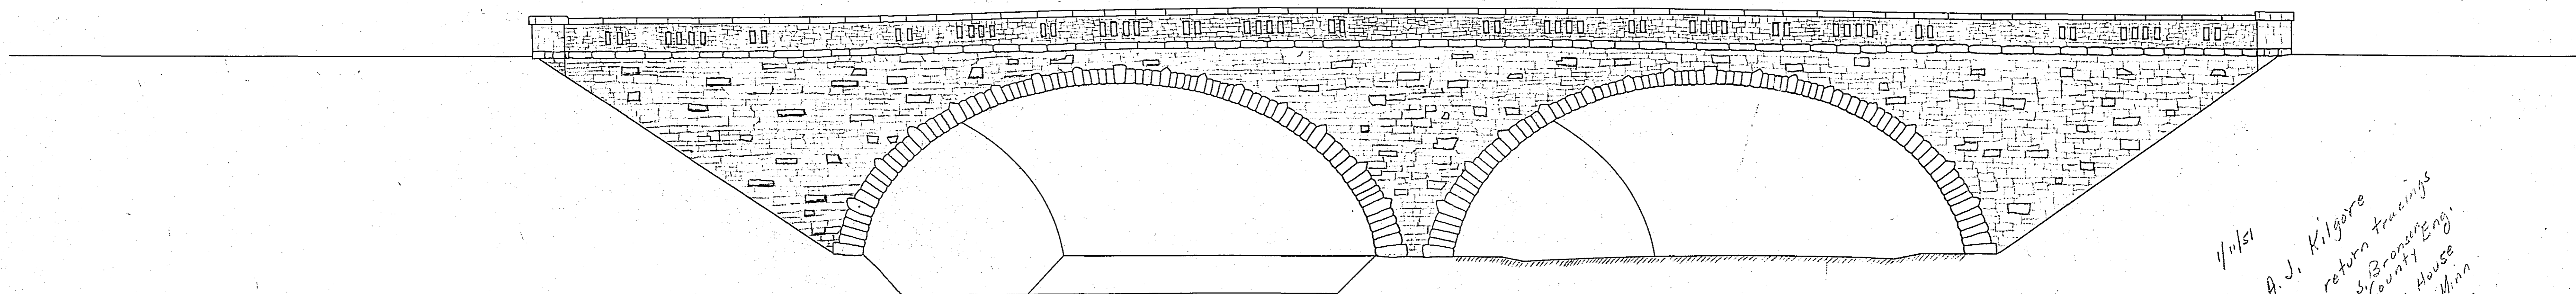 1/11/51
A. J. Kilgore
return tracings
S. Bronson
County Eng.
House
Minn